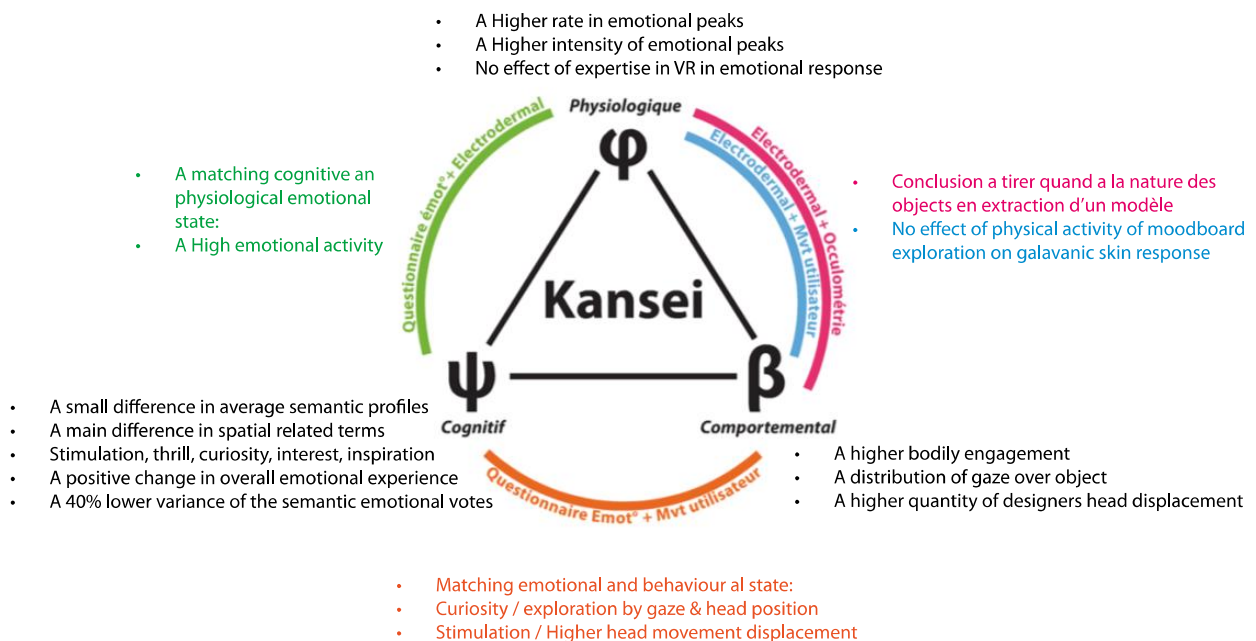 • A Higher rate in emotional peaks
• A Higher intensity of emotional peaks
• No effect of expertise in VR in emotional response
Physiologique
φ
Questionnaire émot°+ Electrodermal
Electrodermal + Occulométrie
Electrodermal + Mvt utilisateur
• A matching cognitive an
physiological emotional
state:
• A High emotional activity
• Conclusion a tirer quand a la nature des
objects en extraction d'un modèle
• No effect of physical activity of moodboard
exploration on galavanic skin response
Kansei
ψ
β
Cognitif
Comportemental
• A small difference in average semantic profiles
• A main difference in spatial related terms
• Stimulation, thrill, curiosity, interest, inspiration
• A positive change in overall emotional experience
• A 40% lower variance of the semantic emotional votes
• A higher bodily engagement
• A distribution of gaze over object
• A higher quantity of designers head displacement
Questionnaire Emot° + Mvt utilisateur
• Matching emotional and behaviour al state:
• Curiosity / exploration by gaze & head position
• Stimulation / Higher head movement displacement